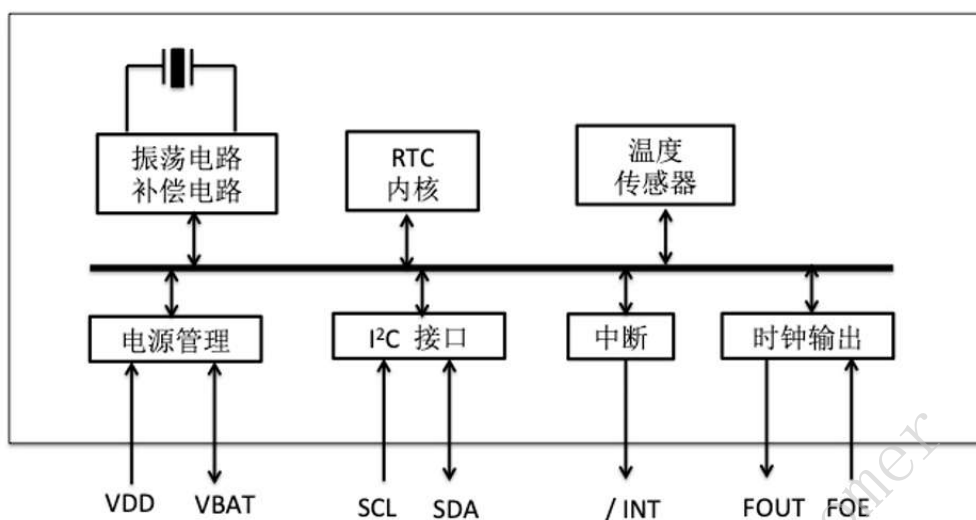 振荡电路
补偿电路
RTC
内核
温度
传感器
电源管理
I²C 接口
中断
时钟输出
VDD
VBAT
SCL
SDA
/ INT
FOUT
FOE
omer